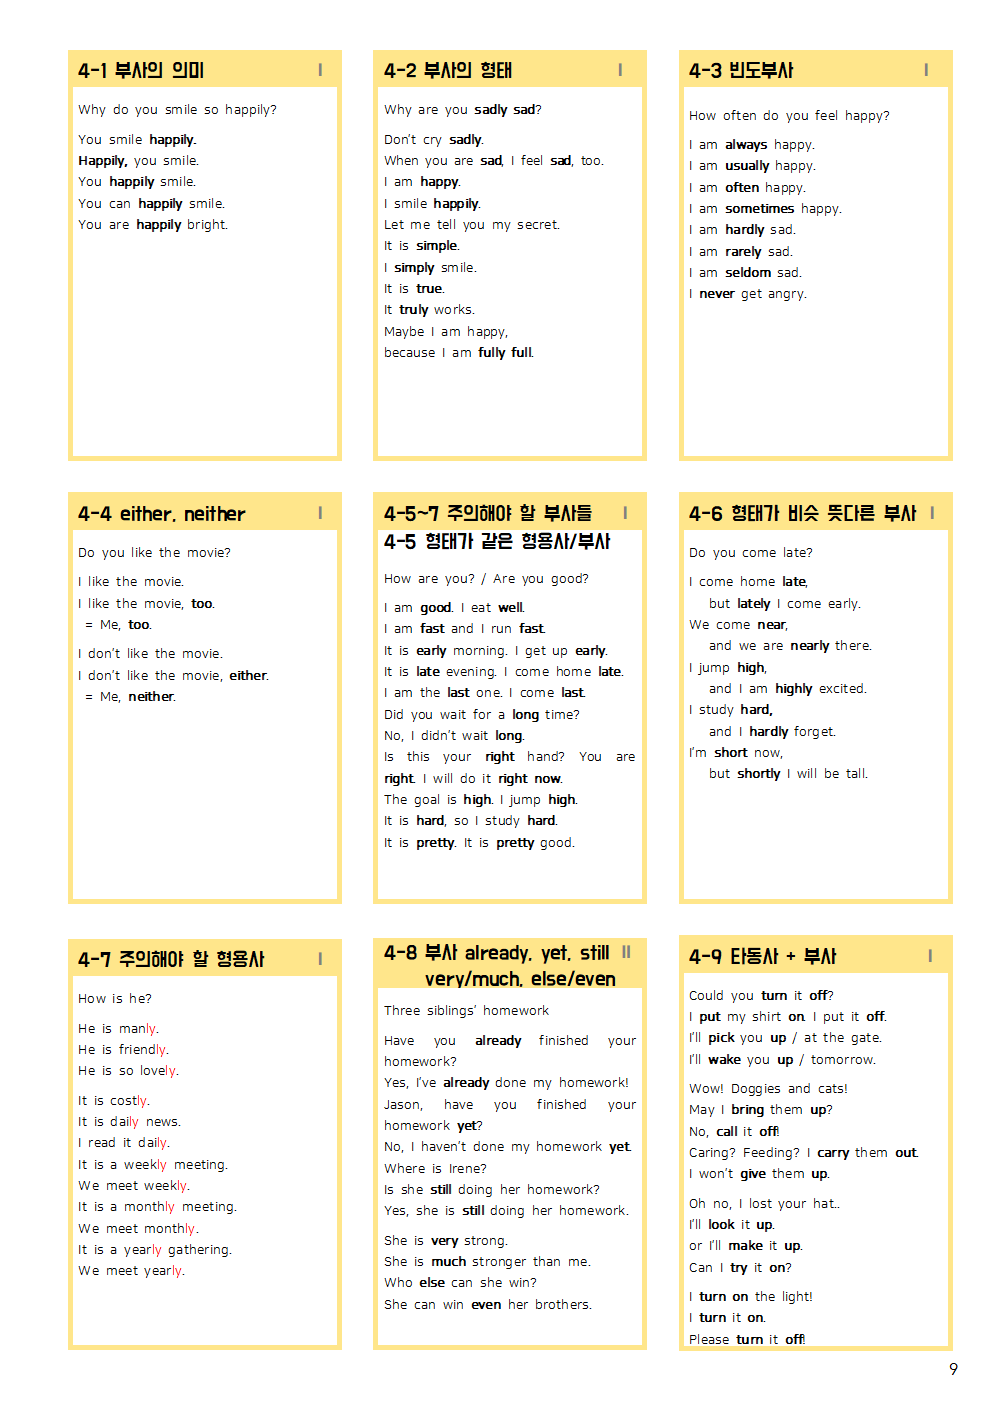 4-1 부사의 의미 I
Why do you smile so happily?
You smile happily.
Happily, you smile.
You happily smile.
You can happily smile.
You are happily bright.
4-2 부사의 형태 I
Why are you sadly sad?
Don't cry sadly.
When you are sad, I feel sad, too.
I am happy.
I smile happily.
Let me tell you my secret.
It is simple.
I simply smile.
It is true.
It truly works.
Maybe I am happy,
because I am fully full.
4-3 빈도부사 I
How often do you feel happy?
I am always happy.
I am usually happy.
I am often happy.
I am sometimes happy.
I am hardly sad.
I am rarely sad.
I am seldom sad.
I never get angry.
4-4 either, neither I
Do you like the movie?
I like the movie.
I like the movie, too.
= Me, too.
I don't like the movie.
I don't like the movie, either.
= Me, neither.
4-5~7 주의해야 할 부사들 I
4-5 형태가 같은 형용사/부사
How are you? / Are you good?
I am good. I eat well.
I am fast and I run fast.
It is early morning. I get up early.
It is late evening. I come home late.
I am the last one. I come last.
Did you wait for a long time?
No, I didn't wait long.
Is this your right hand? You are
right. I will do it right now.
The goal is high. I jump high.
It is hard, so I study hard.
It is pretty. It is pretty good.
4-6 형태가 비슷 뜻다른 부사 I
Do you come late?
I come home late,
but lately I come early.
We come near,
and we are nearly there.
I jump high,
and I am highly excited.
I study hard,
and I hardly forget.
I'm short now,
but shortly I will be tall.
4-7 주의해야 할 형용사 I
How is he?
He is manly.
He is friendly.
He is so lovely.
It is costly.
It is daily news.
I read it daily.
It is a weekly meeting.
We meet weekly.
It is a monthly meeting.
We meet monthly.
It is a yearly gathering.
We meet yearly.
4-8 부사 already, yet, still II
very/much, else/even
Three siblings' homework
Have you already finished your
homework?
Yes, I've already done my homework!
Jason, have you finished your
homework yet?
No, I haven't done my homework yet.
Where is Irene?
Is she still doing her homework?
Yes, she is still doing her homework.
She is very strong.
She is much stronger than me.
Who else can she win?
She can win even her brothers.
4-9 타동사 + 부사 I
Could you turn it off?
I put my shirt on. I put it off.
I'll pick you up / at the gate.
I'll wake you up / tomorrow.
Wow! Doggies and cats!
May I bring them up?
No, call it off!
Caring? Feeding? I carry them out.
I won't give them up.
Oh no, I lost your hat..
I'll look it up.
or I'll make it up.
Can I try it on?
I turn on the light!
I turn it on.
Please turn it off!
9